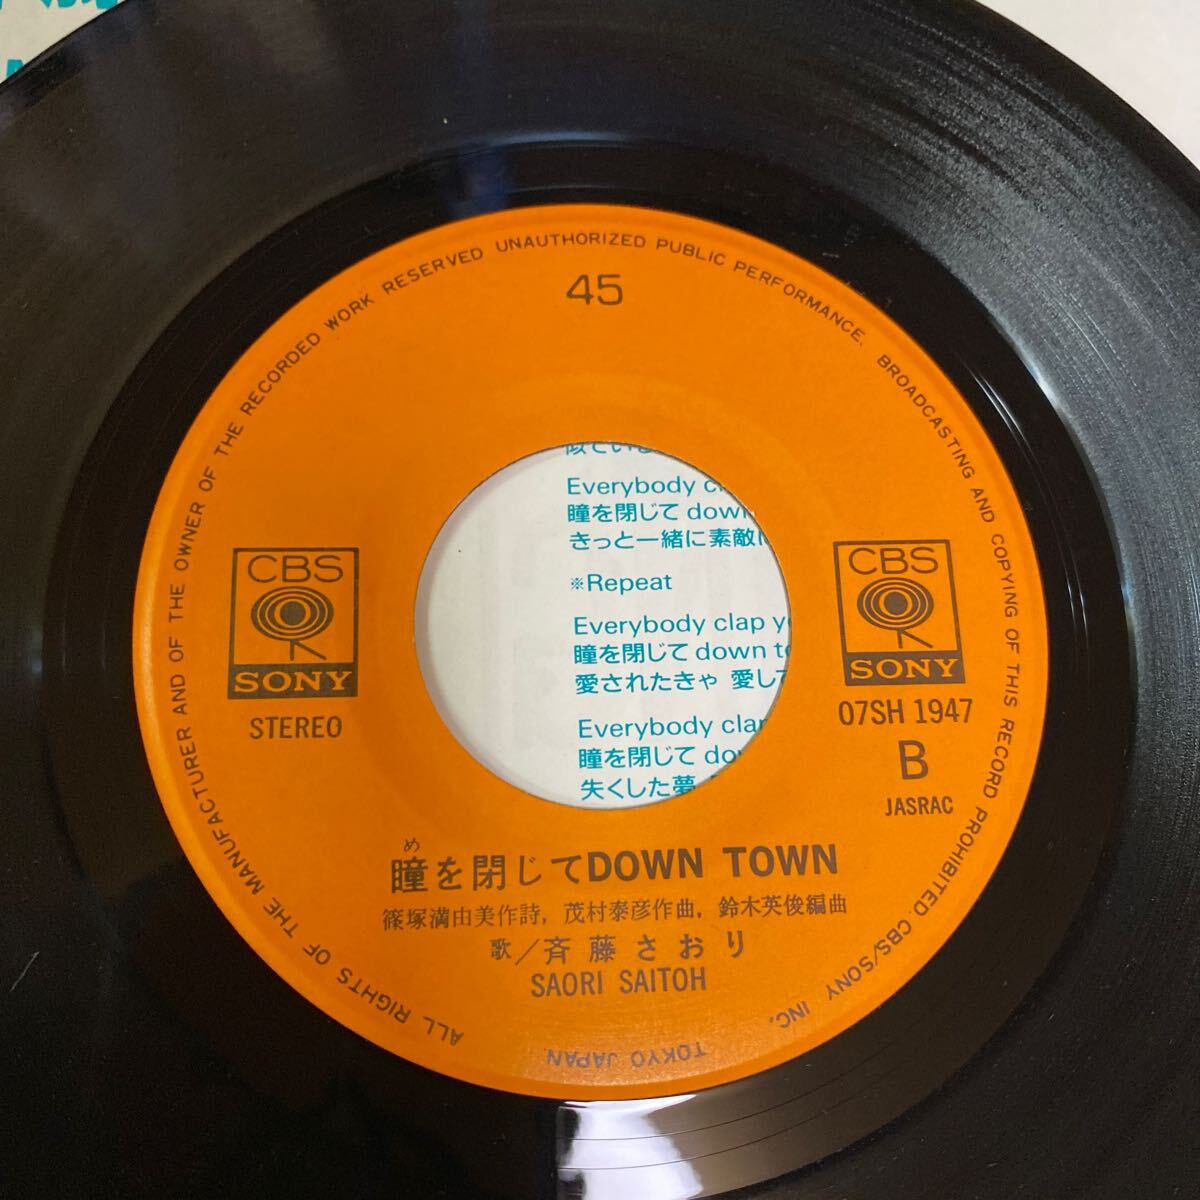 ALL RIGHTS OF THE MANUFACTURER AND OF THE OWNER OF THE RECORDED WORK RESERVED UNAUTHORIZED PUBLIC PERFORMANCE, BROADCASTING AND COPYING OF THIS RECORD PROHIBITED CBS/SONY INC.
TOKYO JAPAN.
45
CBS
SONY
STEREO
CBS
SONY
07SH 1947
B
JASRAC
め
瞳を閉じてDOWN TOWN
篠塚満由美作詩, 茂村泰彦作曲, 鈴木英俊編曲
歌／斉藤さおり
SAORI SAITOH
似てい
Everybody
瞳を閉じて down
きっと一緒に素敵に
※Repeat
Everybody clap
瞳を閉じて down
愛されたきゃ 愛して
Everybody clap
瞳を閉じて
失くした夢